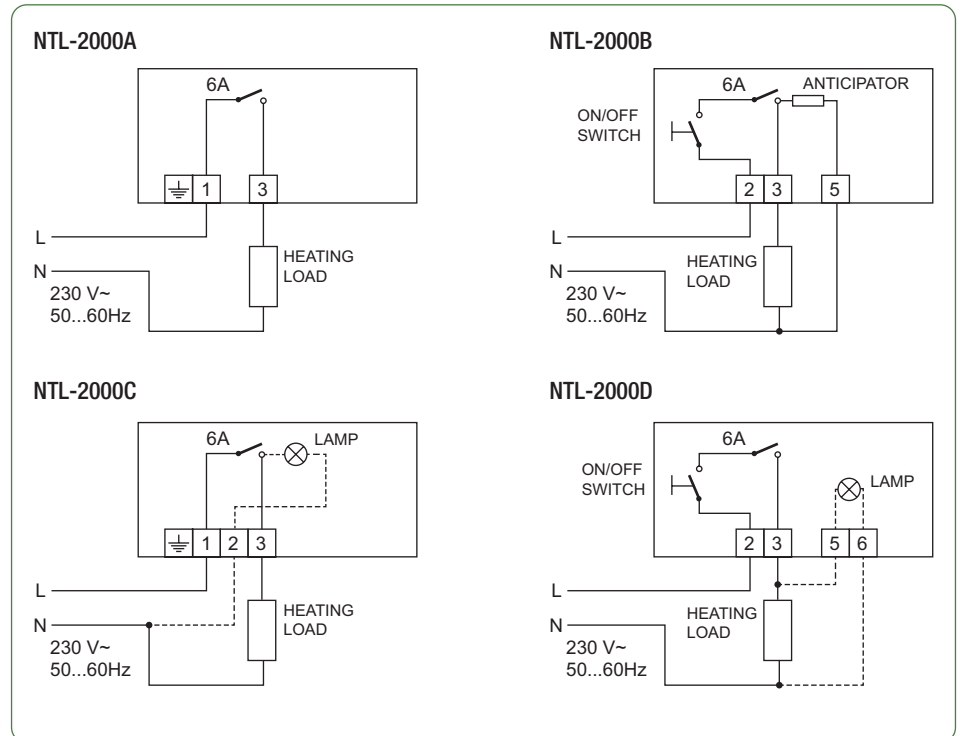 NTL-2000A
6A
1
3
L
N
HEATING
LOAD
230 V~
50...60Hz
NTL-2000B
6A
ANTICIPATOR
ON/OFF
SWITCH
2 3 5
L
N
HEATING
LOAD
230 V~
50...60Hz
NTL-2000C
6A
LAMP
1 2 3
L
N
HEATING
LOAD
230 V~
50...60Hz
NTL-2000D
6A
ON/OFF
SWITCH
LAMP
2 3 5 6
L
N
HEATING
LOAD
230 V~
50...60Hz